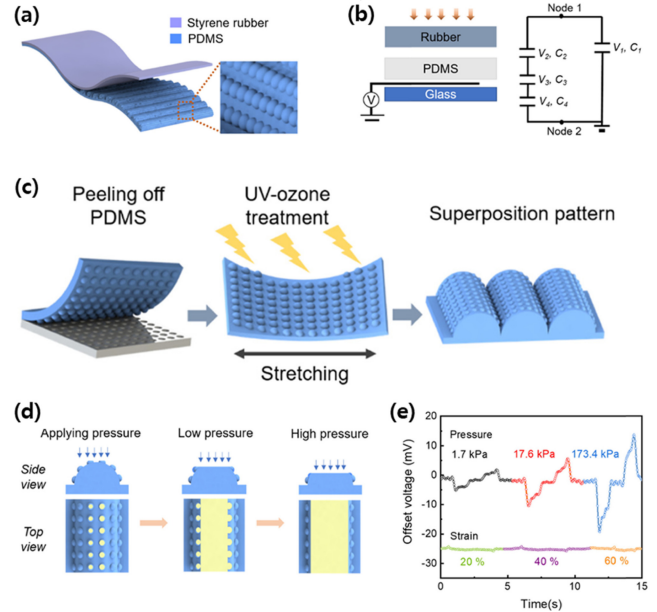 (a)
Styrene rubber
PDMS
(b)
Rubber
PDMS
Glass
V
Node 1
V2, C2
V3, C3
V4, C4
V1, C1
Node 2
(c)
Peeling off
PDMS
UV-ozone
treatment
Superposition pattern
Stretching
(d)
Applying pressure
Low pressure
High pressure
Side
view
Top
view
(e)
Offset voltage (mV)
20
10
0
-10
-20
-30
Pressure
1.7 kPa
17.6 kPa
173.4 kPa
Strain
20 %
40 %
60 %
0
5
10
15
Time(s)